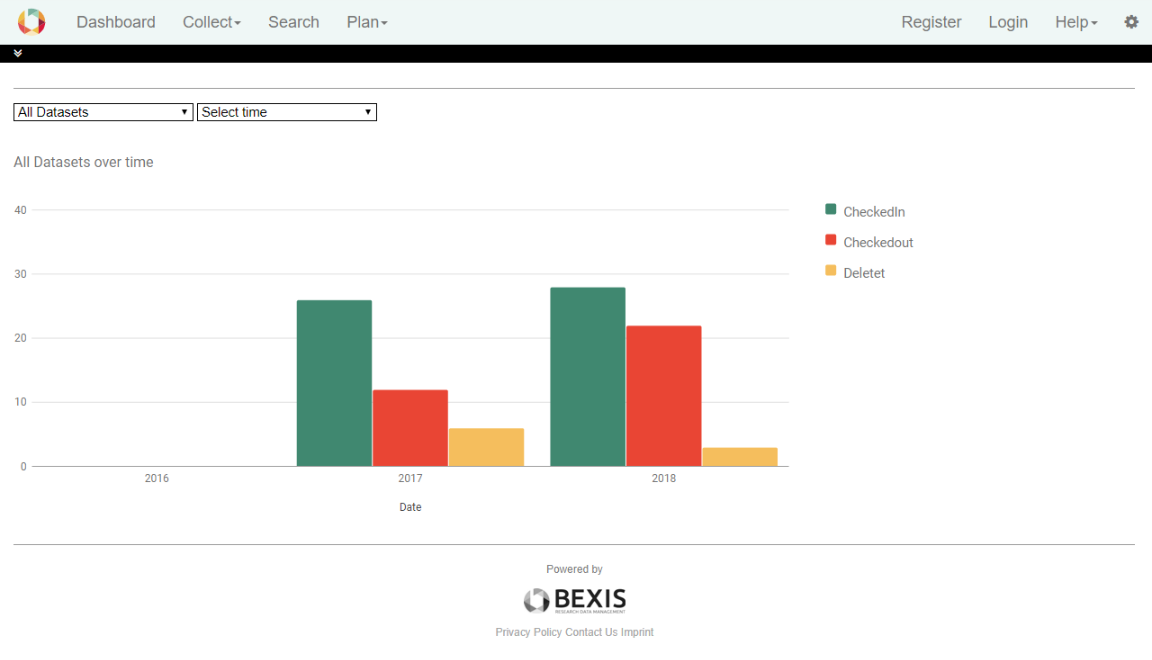 Dashboard Collect Search Plan Register Login Help
All Datasets Select time
All Datasets over time
40
30
20
10
0
2016 2017 2018
Date
CheckedIn
Checkedout
Deletet
Powered by
BEXIS
RESEARCH DATA MANAGEMENT
Privacy Policy Contact Us Imprint